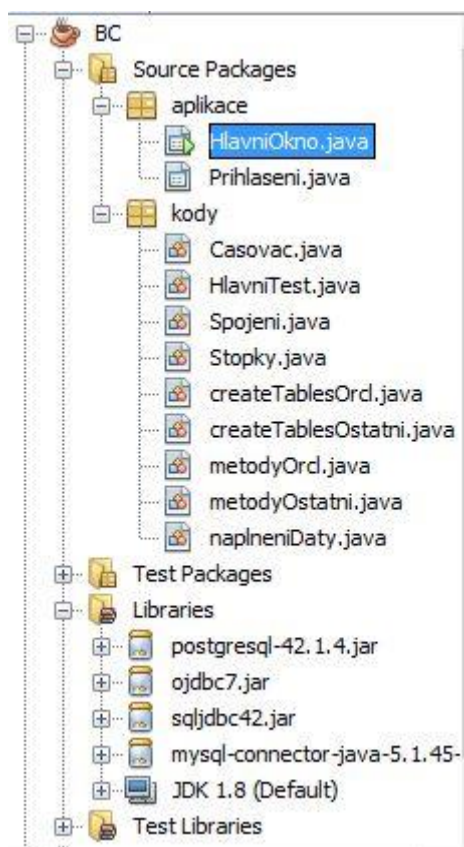 BC
Source Packages
aplikace
HlavniOkno.java
Prihlaseni.java
kody
Casovac.java
HlavniTest.java
Spojeni.java
Stopky.java
createTablesOrcl.java
createTablesOstatni.java
metodyOrcl.java
metodyOstatni.java
naplneniDaty.java
Test Packages
Libraries
postgresql-42.1.4.jar
ojdbc7.jar
sqljdbc42.jar
mysql-connector-java-5.1.45-
JDK 1.8 (Default)
Test Libraries